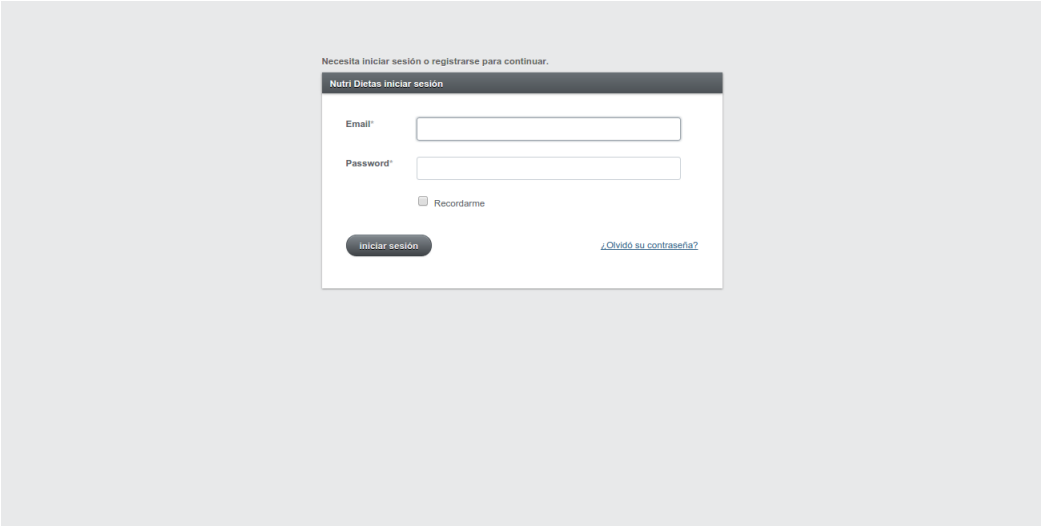 Necesita iniciar sesión o registrarse para continuar.
Nutri Dietas iniciar sesión
Email*
Password*
Recordarme
iniciar sesión
¿Olvidó su contraseña?